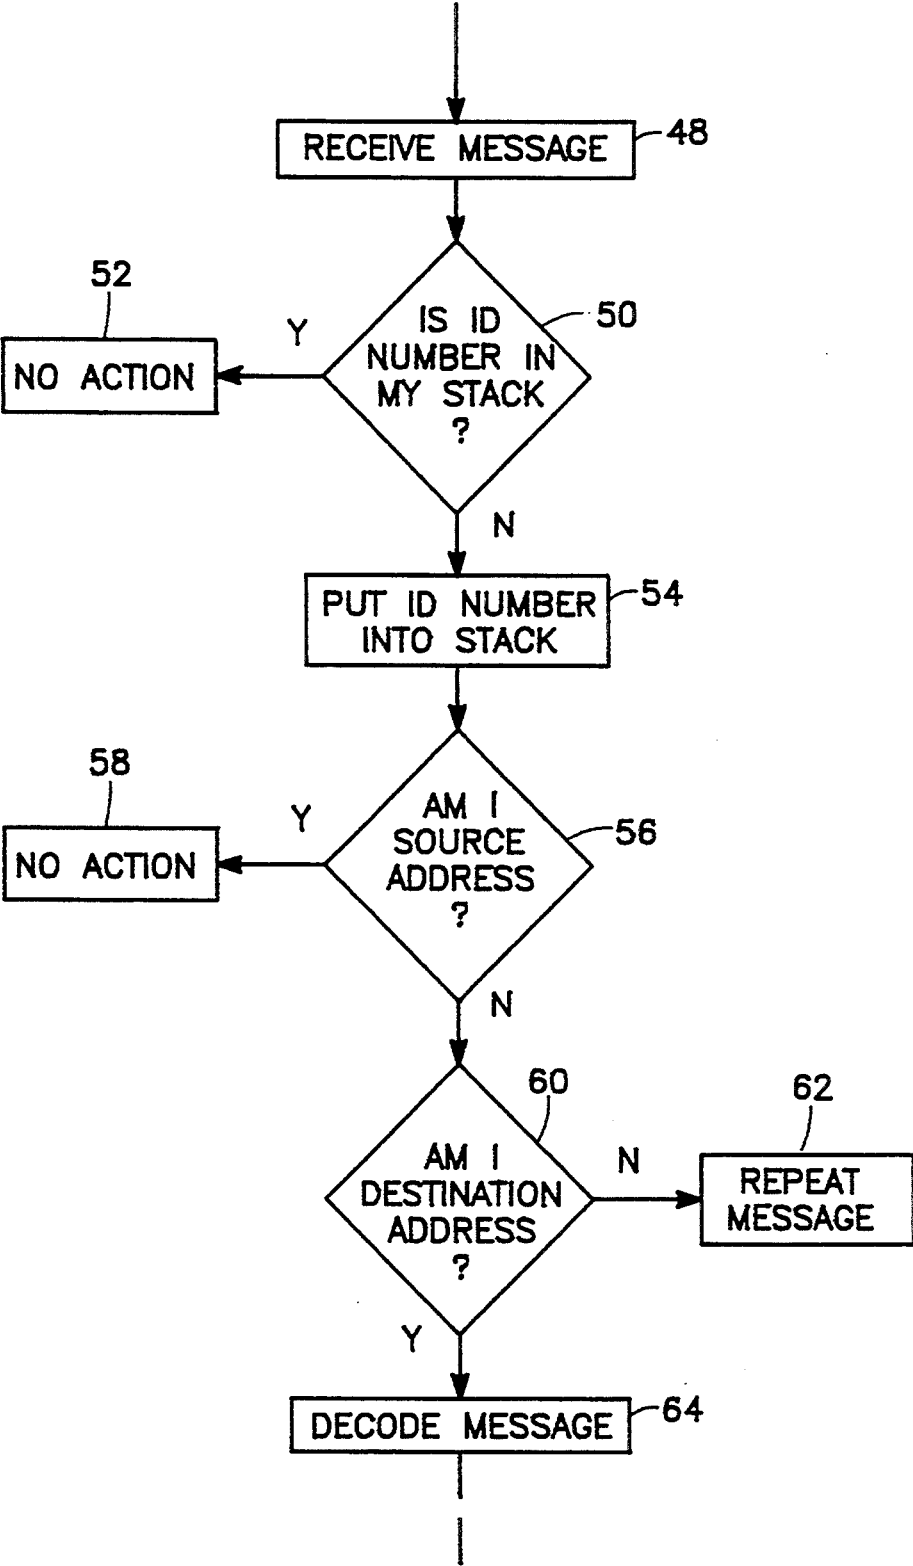 RECEIVE MESSAGE
48
52
Y
IS ID
NUMBER IN
MY STACK
?
50
NO ACTION
N
PUT ID NUMBER
INTO STACK
54
58
Y
AM I
SOURCE
ADDRESS
?
56
NO ACTION
N
60
62
AM I
DESTINATION
ADDRESS
?
N
REPEAT
MESSAGE
Y
DECODE MESSAGE
64